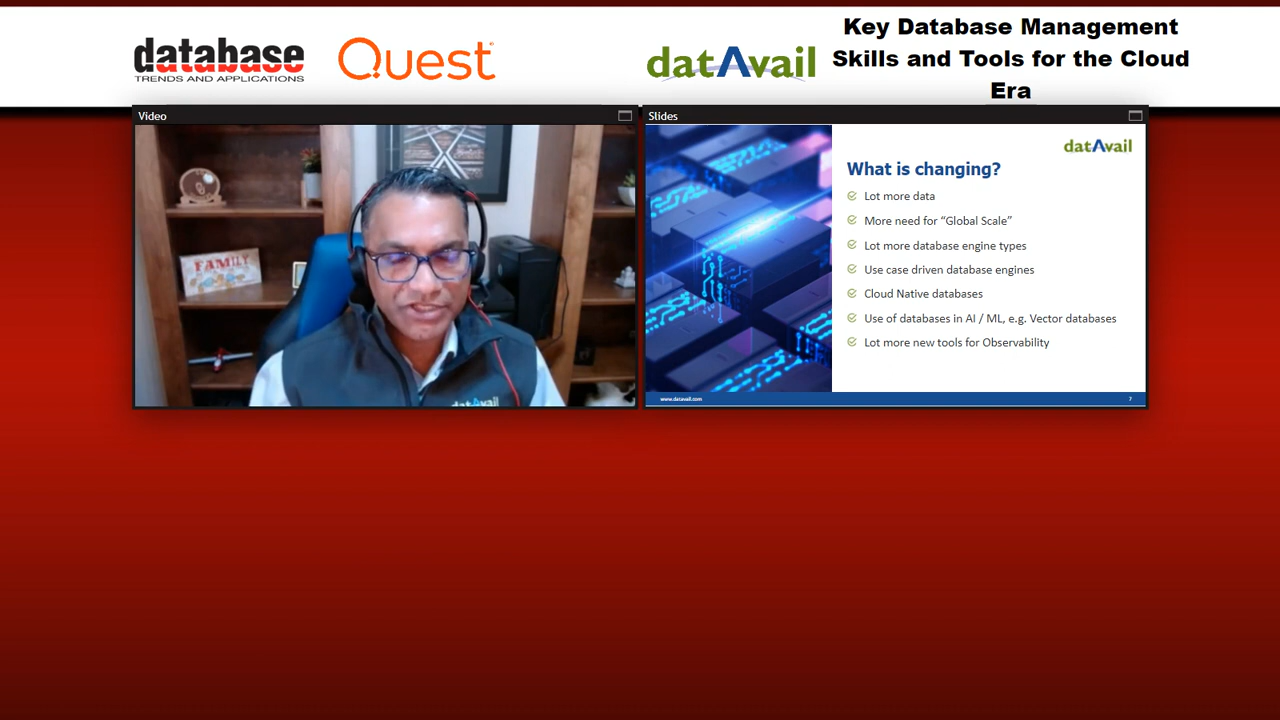 database
TRENDS AND APPLICATIONS
Quest
datAvail
Key Database Management
Skills and Tools for the Cloud
Era
Video
FAMILY
datAvail
Slides
datAvail
What is changing?
Lot more data
More need for “Global Scale”
Lot more database engine types
Use case driven database engines
Cloud Native databases
Use of databases in AI / ML, e.g. Vector databases
Lot more new tools for Observability
www.datavail.com
7